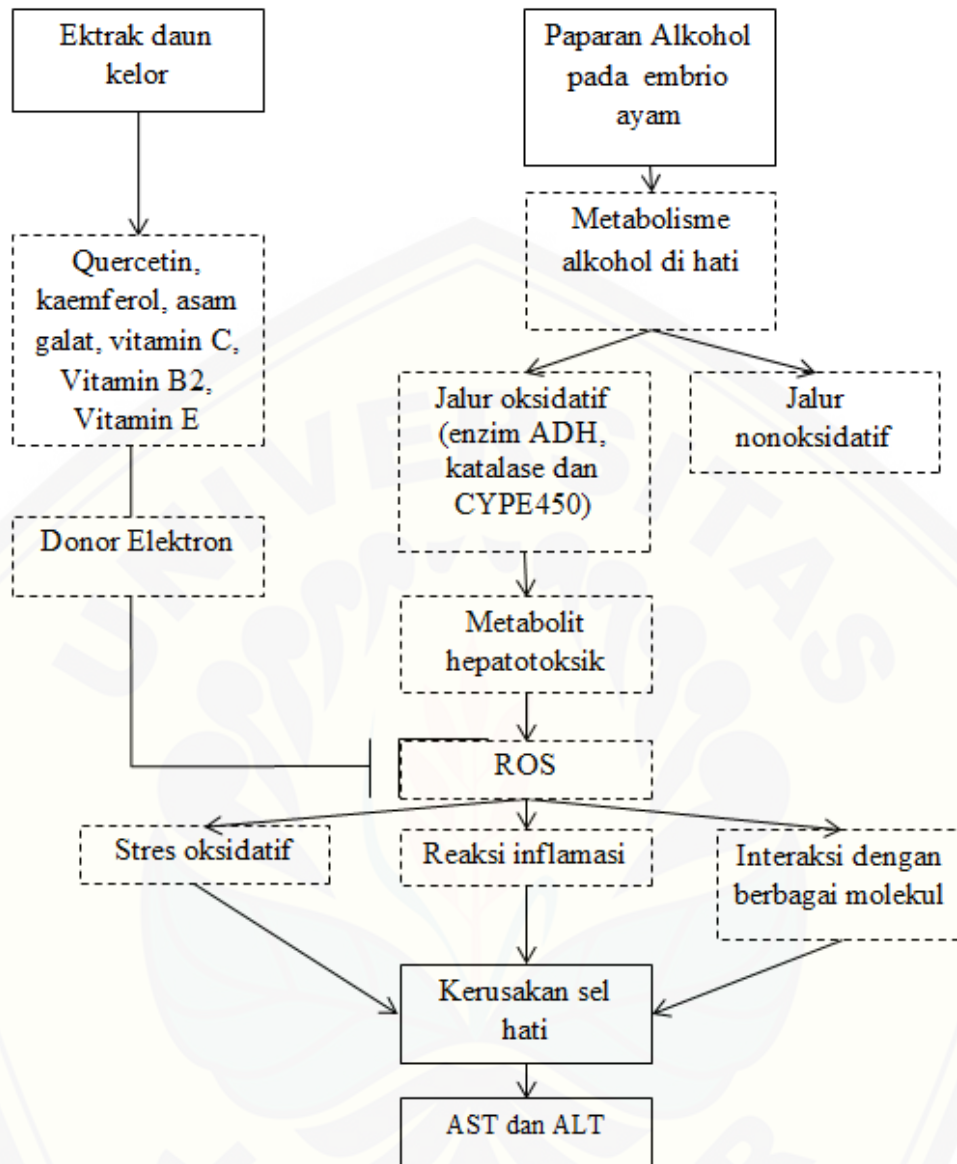 Ektrak daun
kelor
Paparan Alkohol
pada embrio
ayam
Metabolisme
alkohol di hati
Quercetin,
kaemferol, asam
galat, vitamin C,
Vitamin B2,
Vitamin E
Jalur oksidatif
(enzim ADH,
katalase dan
CYPE450)
Jalur
nonoksidatif
Donor Elektron
Metabolit
hepatotoksik
ROS
Stres oksidatif
Reaksi inflamasi
Interaksi dengan
berbagai molekul
Kerusakan sel
hati
AST dan ALT
UNIVERSITAS